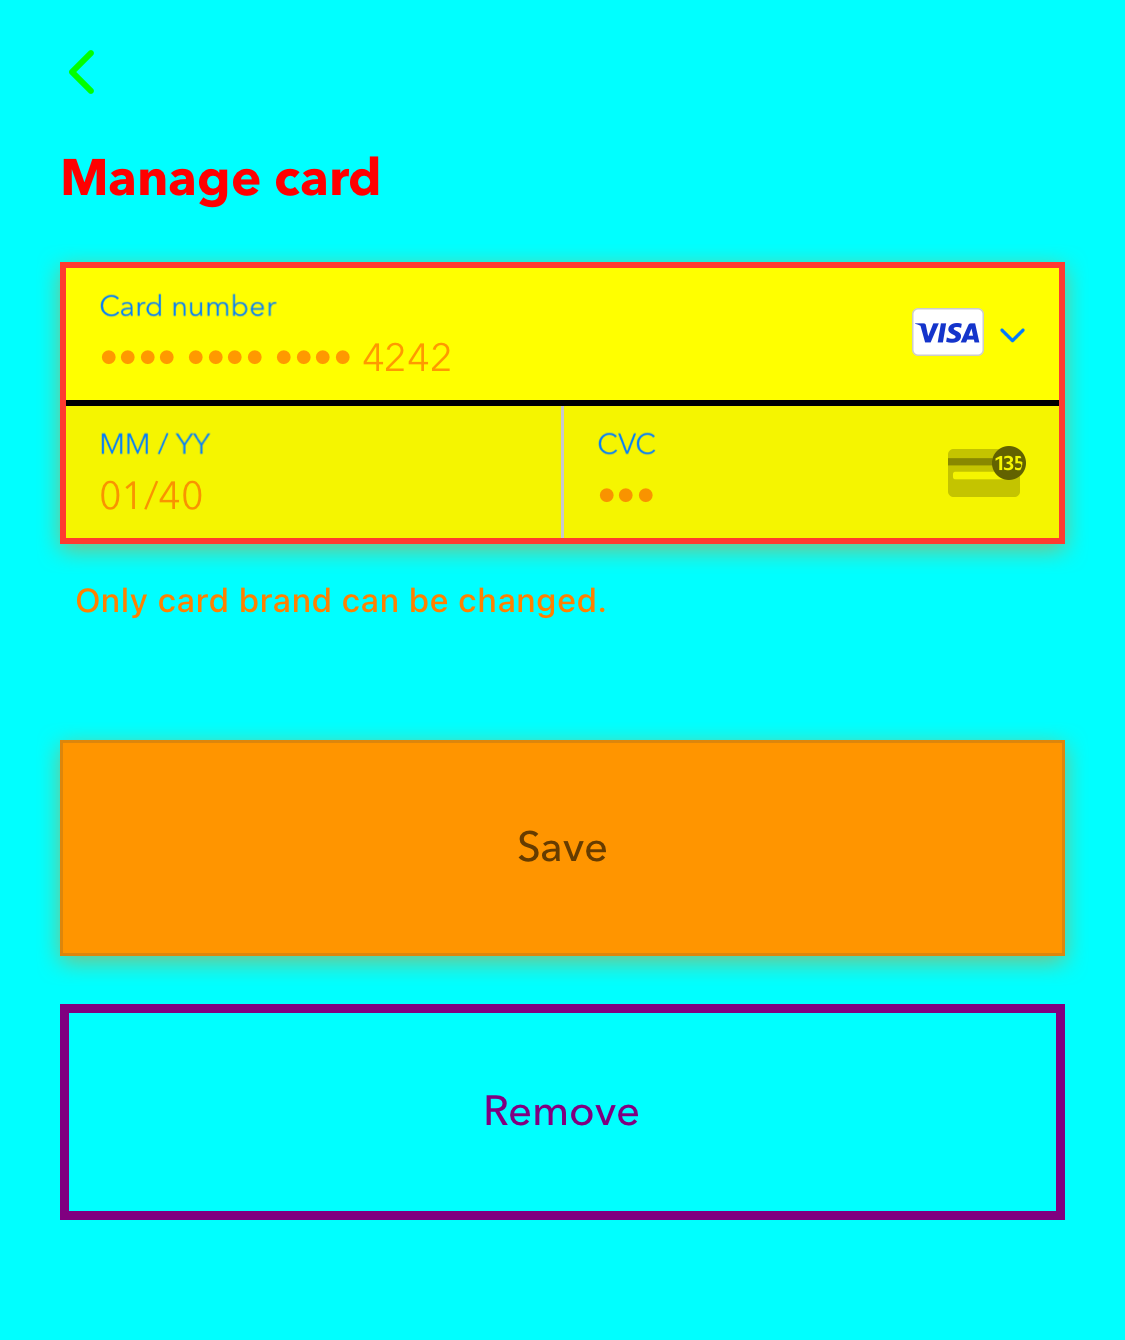 Manage card
Card number
•••• •••• •••• 4242
VISA
MM / YY
01/40
CVC
•••
135
Only card brand can be changed.
Save
Remove